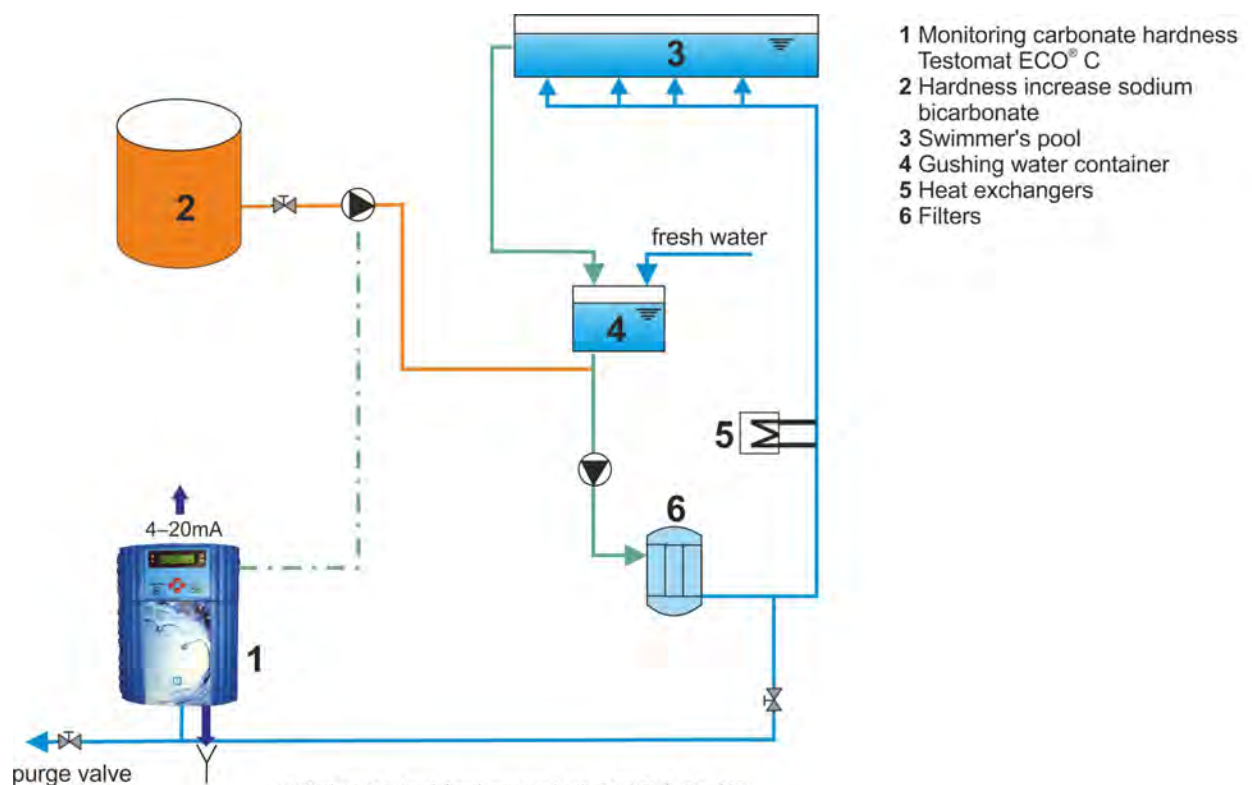 3
1 Monitoring carbonate hardness
Testomat ECO® C
2 Hardness increase sodium
bicarbonate
3 Swimmer's pool
4 Gushing water container
5 Heat exchangers
6 Filters
2
fresh water
4
5
6
4–20mA
1
purge valve